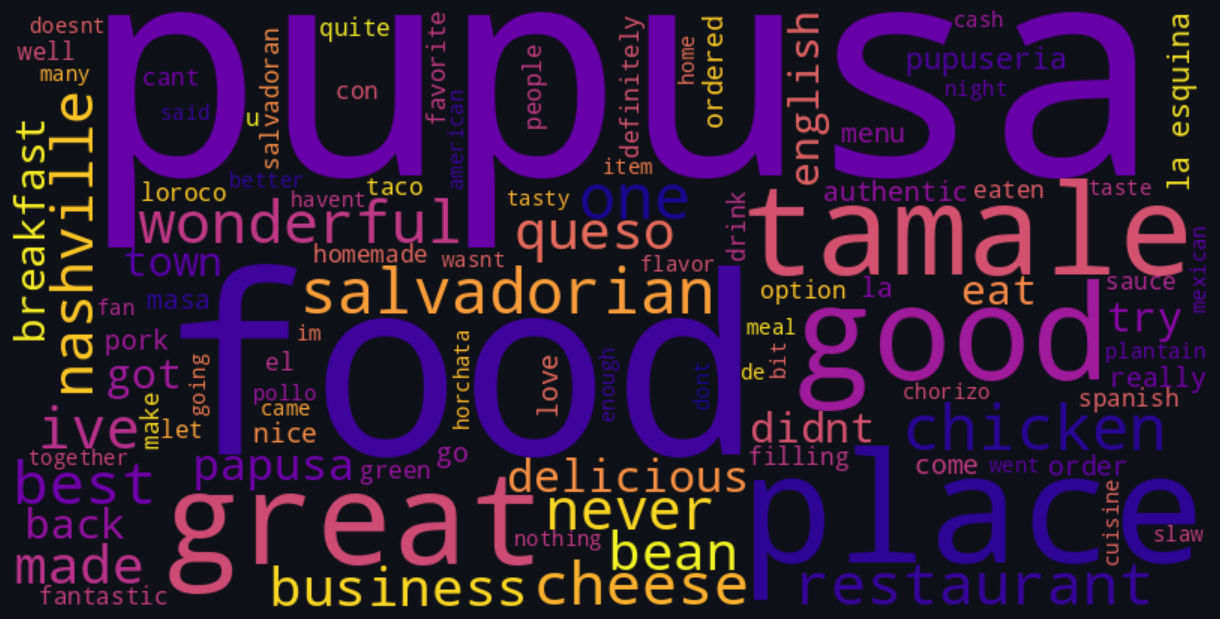 pupusa
doesnt
well
many
cant
said
quite
con
u
salvadoran
favorite
american
people
definitely
home
ordered
english
cash
pupuseria
night
menu
la esquina
breakfast
nashville
loroco
better
havent
taco
item
tasty
one
authentic
eaten
taste
wonderful
queso
drink
tamale
mexican
town
homemade
wasnt
flavor
fan
masa
food
salvadorian
option
la
eat
sauce
im
meal
good
try
pork
got
going
el
pollo
horchata
love
enough
dont
de
bit
plantain
really
chorizo
spanish
ive
make
let
came
nice
didnt
chicken
together
papusa
green
go
filling
come
went
order
best
back
great
delicious
never
place
cuisine
slaw
made
nothing
bean
fantastic
business
cheese
restaurant